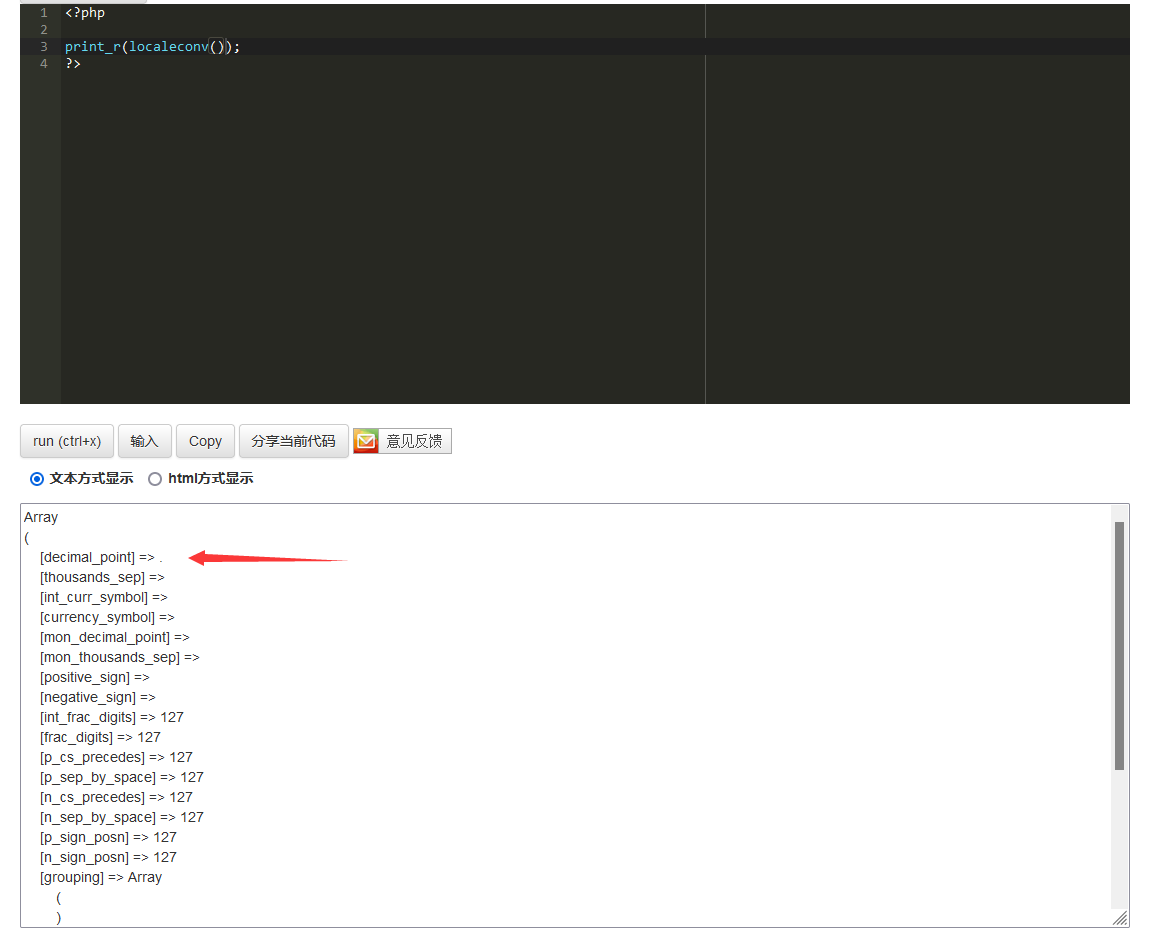 1 <?php
2
3 print_r(localeconv());
4 ?>
run (ctrl+x) 输入 Copy 分享当前代码 意见反馈
文本方式显示 html方式显示
Array
(
    [decimal_point] => .
    [thousands_sep] =>
    [int_curr_symbol] =>
    [currency_symbol] =>
    [mon_decimal_point] =>
    [mon_thousands_sep] =>
    [positive_sign] =>
    [negative_sign] =>
    [int_frac_digits] => 127
    [frac_digits] => 127
    [p_cs_precedes] => 127
    [p_sep_by_space] => 127
    [n_cs_precedes] => 127
    [n_sep_by_space] => 127
    [p_sign_posn] => 127
    [n_sign_posn] => 127
    [grouping] => Array
        (
        )